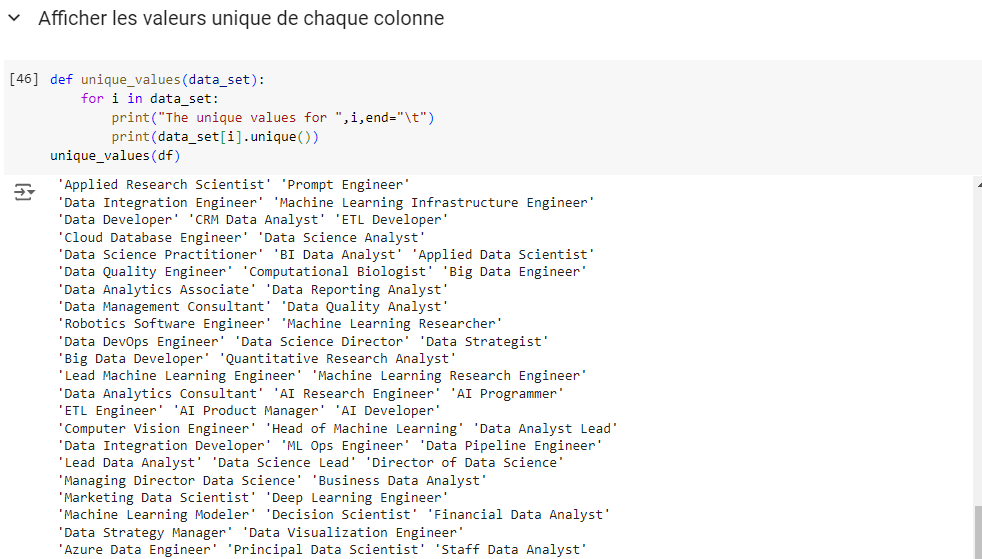 Afficher les valeurs unique de chaque colonne
[46] def unique_values(data_set):
for i in data_set:
print("The unique values for ",i,end="\t")
print(data_set[i].unique())
unique_values(df)
'Applied Research Scientist' 'Prompt Engineer'
'Data Integration Engineer' 'Machine Learning Infrastructure Engineer'
'Data Developer' 'CRM Data Analyst' 'ETL Developer'
'Cloud Database Engineer' 'Data Science Analyst'
'Data Science Practitioner' 'BI Data Analyst' 'Applied Data Scientist'
'Data Quality Engineer' 'Computational Biologist' 'Big Data Engineer'
'Data Analytics Associate' 'Data Reporting Analyst'
'Data Management Consultant' 'Data Quality Analyst'
'Robotics Software Engineer' 'Machine Learning Researcher'
'Data DevOps Engineer' 'Data Science Director' 'Data Strategist'
'Big Data Developer' 'Quantitative Research Analyst'
'Lead Machine Learning Engineer' 'Machine Learning Research Engineer'
'Data Analytics Consultant' 'AI Research Engineer' 'AI Programmer'
'ETL Engineer' 'AI Product Manager' 'AI Developer'
'Computer Vision Engineer' 'Head of Machine Learning' 'Data Analyst Lead'
'Data Integration Developer' 'ML Ops Engineer' 'Data Pipeline Engineer'
'Lead Data Analyst' 'Data Science Lead' 'Director of Data Science'
'Managing Director Data Science' 'Business Data Analyst'
'Marketing Data Scientist' 'Deep Learning Engineer'
'Machine Learning Modeler' 'Decision Scientist' 'Financial Data Analyst'
'Data Strategy Manager' 'Data Visualization Engineer'
'Azure Data Engineer' 'Principal Data Scientist' 'Staff Data Analyst'